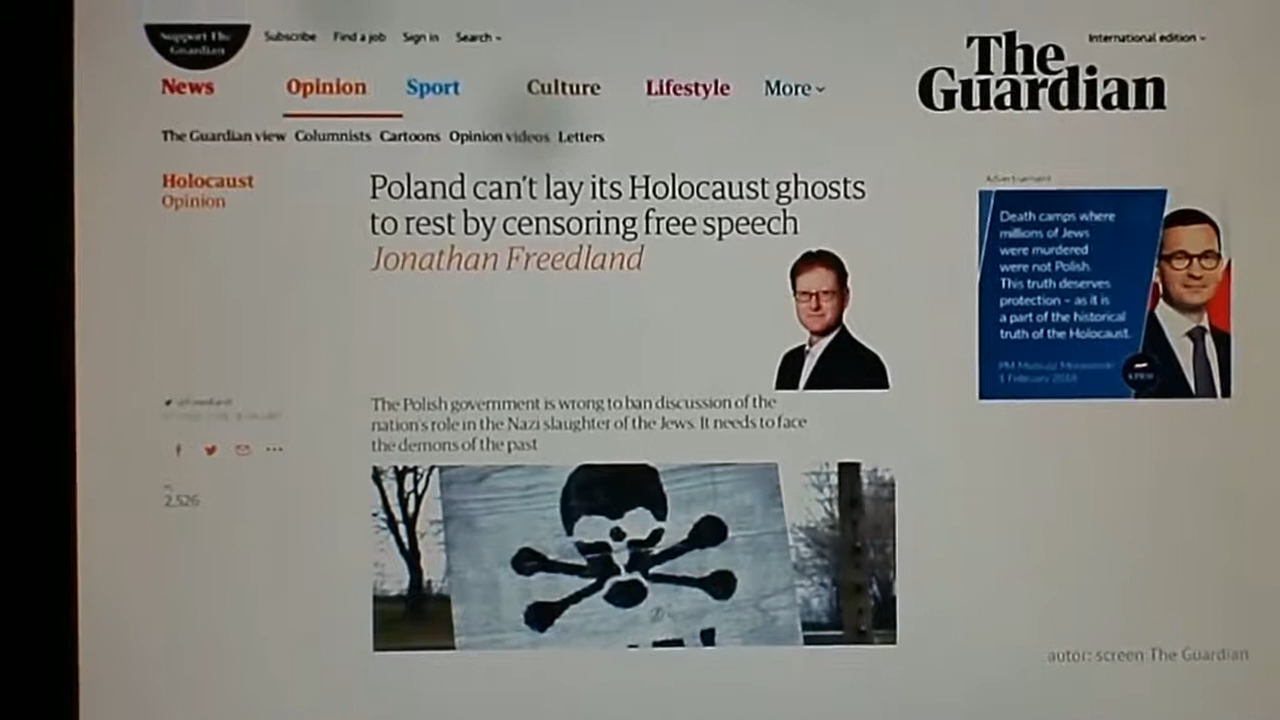 Support The
Guardian
Subscribe Find a job Sign in Search
International edition
The
Guardian
News Opinion Sport Culture Lifestyle More
The Guardian view Columnists Cartoons Opinion videos Letters
Holocaust
Opinion
Poland can't lay its Holocaust ghosts
to rest by censoring free speech
Jonathan Freedland
Advertisement
Death camps where
millions of Jews
were murdered
were not Polish.
This truth deserves
protection – as it is
a part of the historical
truth of the Holocaust.
PM Mateusz Morawiecki
1 February 2018
KPRM
The Polish government is wrong to ban discussion of the
nation's role in the Nazi slaughter of the Jews. It needs to face
the demons of the past
2,526
autor: screen The Guardian